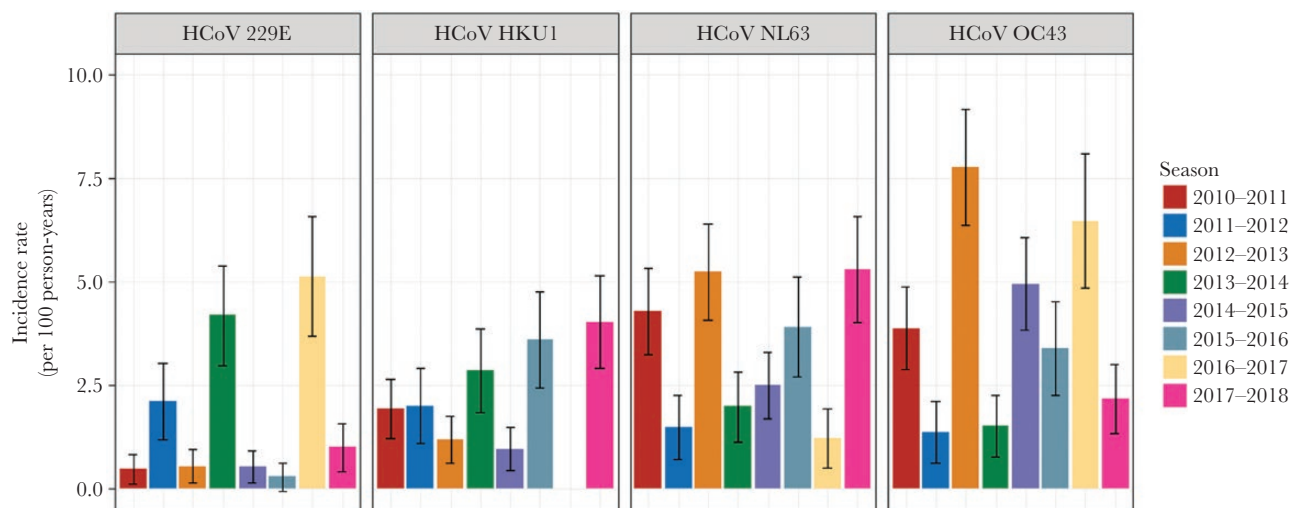 HCoV 229E
HCoV HKU1
HCoV NL63
HCoV OC43
10.0
7.5
5.0
2.5
0.0
Incidence rate
(per 100 person-years)
Season
2010–2011
2011–2012
2012–2013
2013–2014
2014–2015
2015–2016
2016–2017
2017–2018